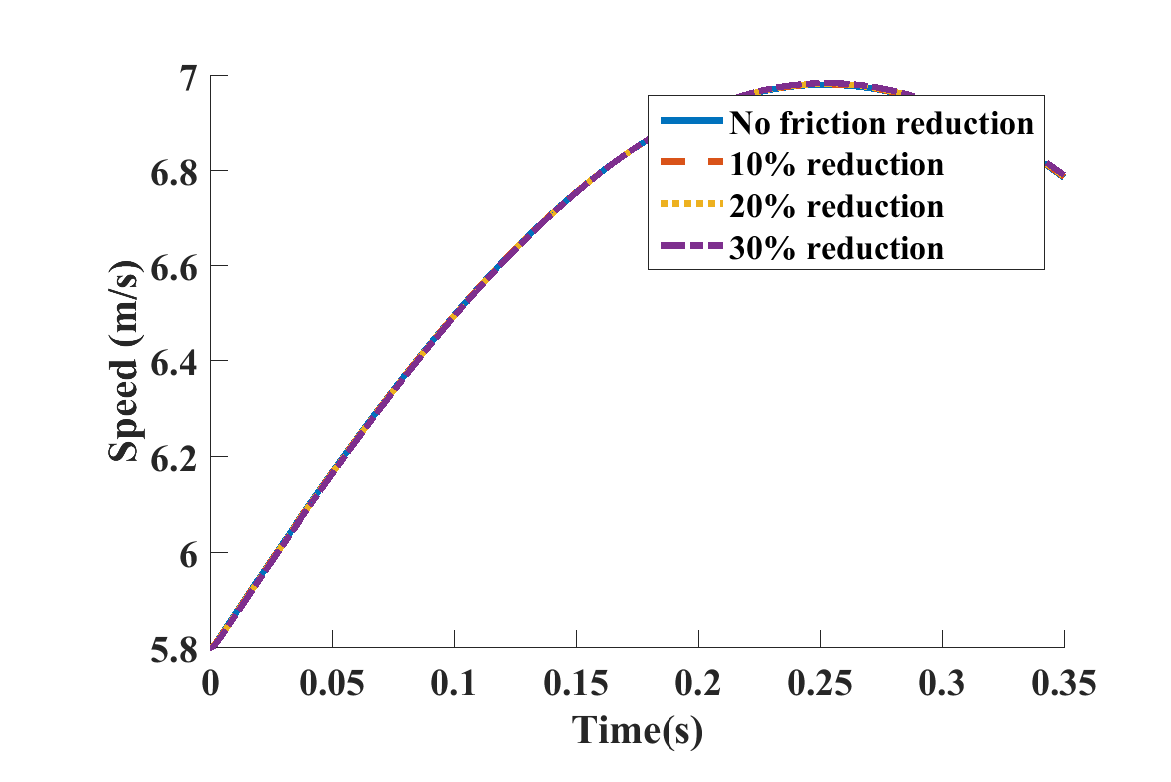 7
6.8
6.6
6.4
6.2
6
5.8
Speed (m/s)
No friction reduction
10% reduction
20% reduction
30% reduction
0 0.05 0.1 0.15 0.2 0.25 0.3 0.35
Time(s)